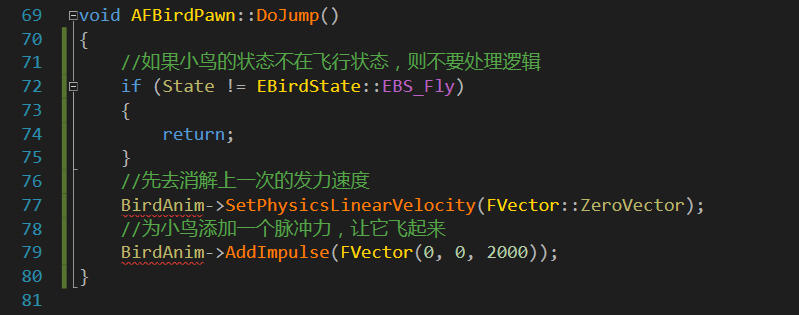 69 void AFBirdPawn::DoJump()
70 {
71 //如果小鸟的状态不在飞行状态，则不要处理逻辑
72 if (State != EBirdState::EBS_Fly)
73 {
74 return;
75 }
76 //先去消解上一次的发力速度
77 BirdAnim->SetPhysicsLinearVelocity(FVector::ZeroVector);
78 //为小鸟添加一个脉冲力，让它飞起来
79 BirdAnim->AddImpulse(FVector(0, 0, 2000));
80 }
81